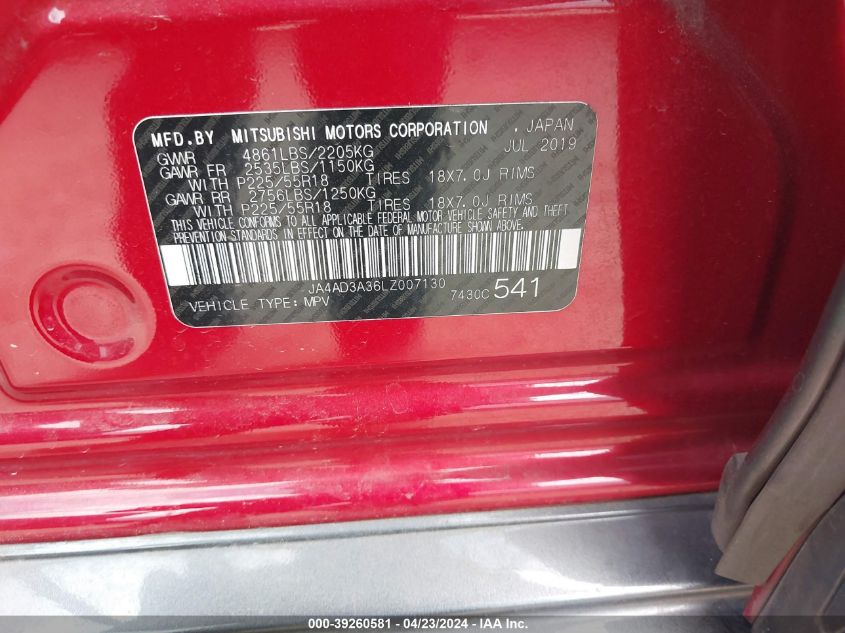 MFD.BY MITSUBISHI MOTORS CORPORATION . JAPAN
GVWR 4861LBS/2205KG JUL 2019
GAWR FR 2535LBS/1150KG
WITH P225/55R18 TIRES 18X7.0J RIMS
GAWR RR 2756LBS/1250KG
WITH P225/55R18 TIRES 18X7.0J RIMS
THIS VEHICLE CONFORMS TO ALL APPLICABLE FEDERAL MOTOR VEHICLE SAFETY AND THEFT
PREVENTION STANDARDS IN EFFECT ON THE DATE OF MANUFACTURE SHOWN ABOVE.
JA4AD3A36LZ007130
VEHICLE TYPE: MPV 7430C 541
000-39260581 - 04/23/2024 - IAA Inc.